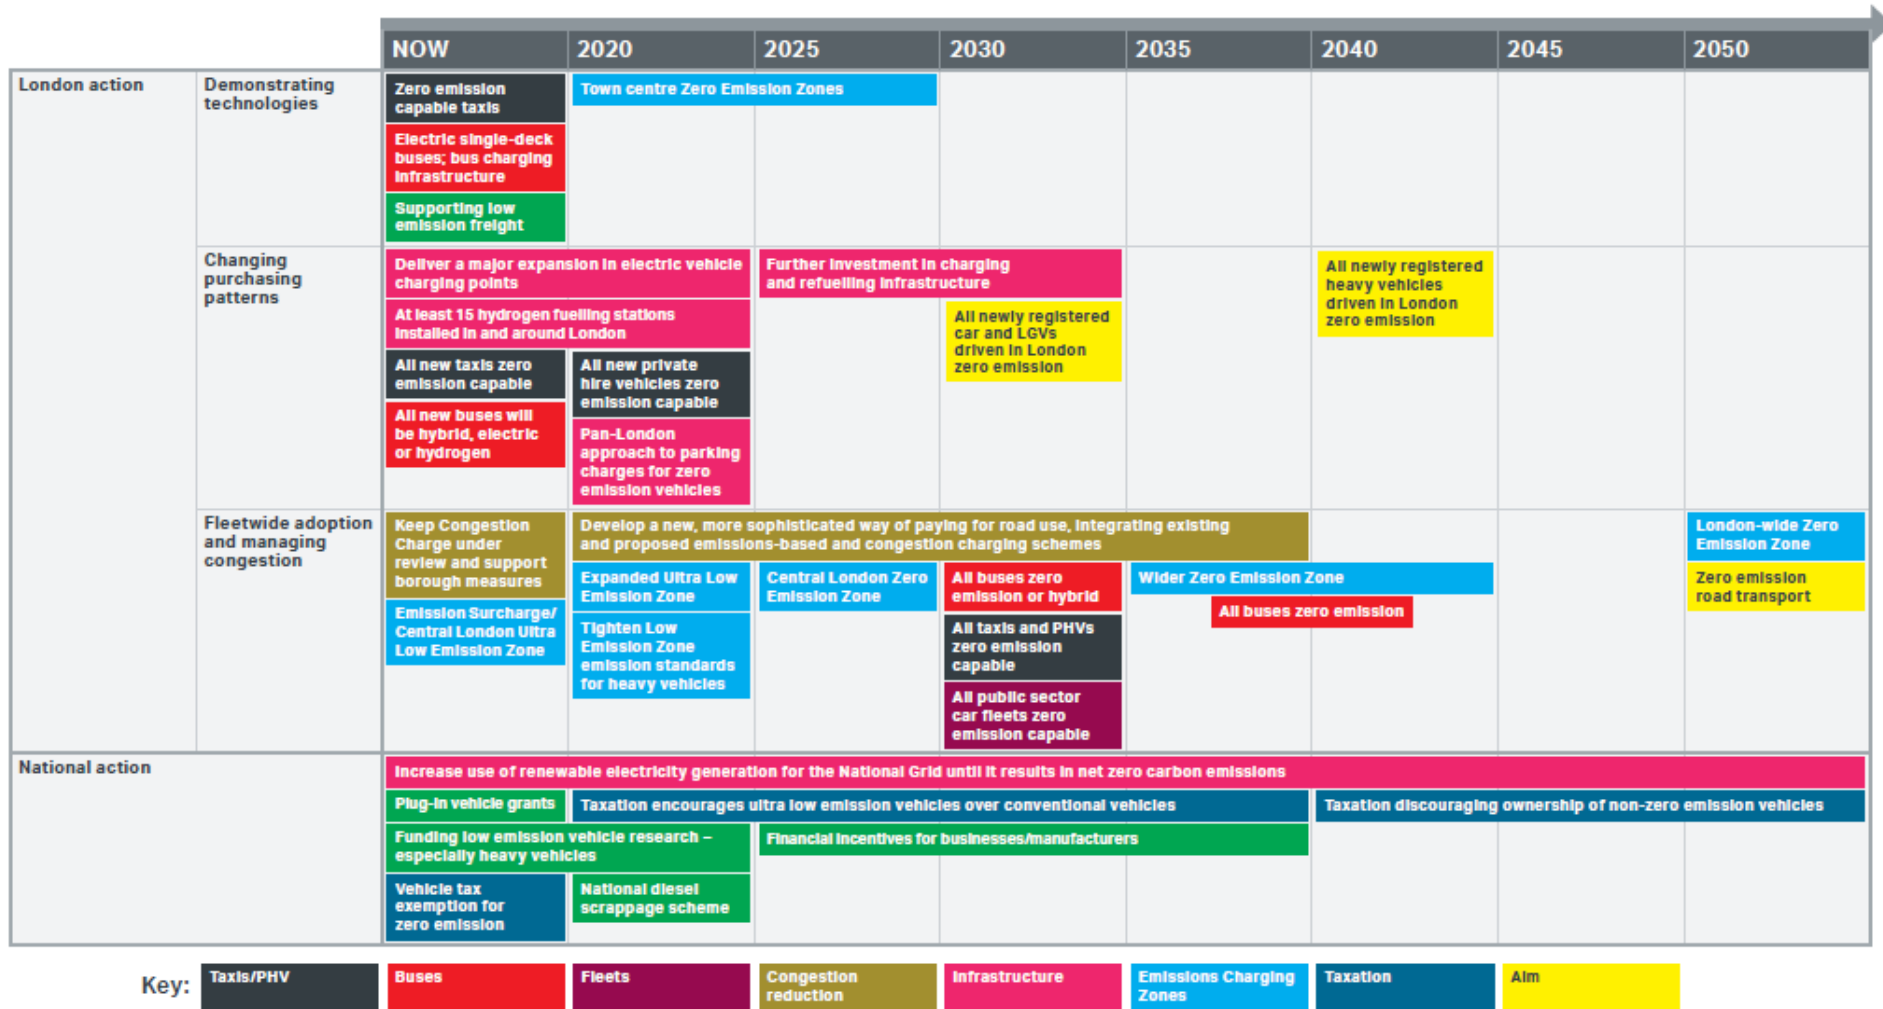 NOW 2020 2025 2030 2035 2040 2045 2050
London action
Demonstrating
technologies
Zero emission
capable taxis
Electric single-deck
buses; bus charging
infrastructure
Supporting low
emission freight
Town centre Zero Emission Zones
Changing
purchasing
patterns
Deliver a major expansion in electric vehicle
charging points
At least 15 hydrogen fuelling stations
installed in and around London
All new taxis zero
emission capable
All new buses will
be hybrid, electric
or hydrogen
All new private
hire vehicles zero
emission capable
Pan-London
approach to parking
charges for zero
emission vehicles
Further investment in charging
and refuelling infrastructure
All newly registered
car and LGVs
driven in London
zero emission
All newly registered
heavy vehicles
driven in London
zero emission
Fleetwide adoption
and managing
congestion
Keep Congestion
Charge under
review and support
borough measures
Emission Surcharge/
Central London Ultra
Low Emission Zone
Develop a new, more sophisticated way of paying for road use, integrating existing
and proposed emissions-based and congestion charging schemes
Expanded Ultra Low
Emission Zone
Tighten Low
Emission Zone
emission standards
for heavy vehicles
Central London Zero
Emission Zone
All buses zero
emission or hybrid
All taxis and PHVs
zero emission
capable
All public sector
car fleets zero
emission capable
Wider Zero Emission Zone
All buses zero emission
London-wide Zero
Emission Zone
Zero emission
road transport
National action
Increase use of renewable electricity generation for the National Grid until it results in net zero carbon emissions
Plug-in vehicle grants
Taxation encourages ultra low emission vehicles over conventional vehicles
Taxation discouraging ownership of non-zero emission vehicles
Funding low emission vehicle research –
especially heavy vehicles
Financial incentives for businesses/manufacturers
Vehicle tax
exemption for
zero emission
National diesel
scrappage scheme
Key:
Taxis/PHV
Buses
Fleets
Congestion
reduction
Infrastructure
Emissions Charging
Zones
Taxation
Aim